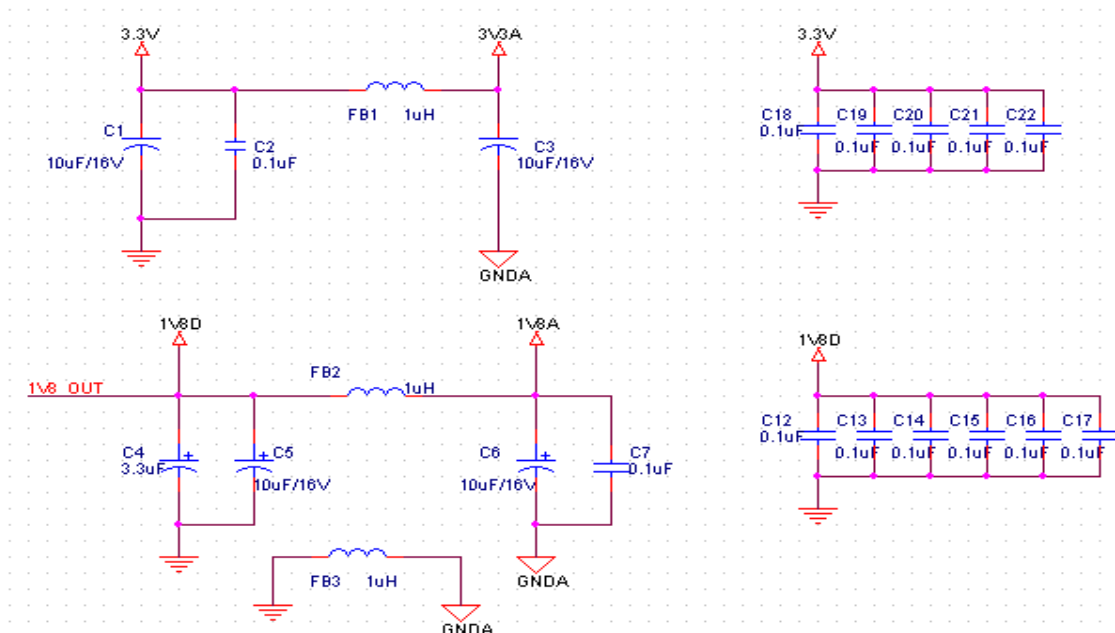 3.3V
3V3A
3.3V
FB1 1uH
C1
10uF/16V
C2
0.1uF
C3
10uF/16V
C18
0.1uF
C19
0.1uF
C20
0.1uF
C21
0.1uF
C22
0.1uF
GNDA
1V8D
1V8A
1V8D
1V8 OUT
FB2
1uH
C4
3.3uF
C5
10uF/16V
C6
10uF/16V
C7
0.1uF
C12
0.1uF
C13
0.1uF
C14
0.1uF
C15
0.1uF
C16
0.1uF
C17
0.1uF
FB3 1uH
GNDA
GNDA